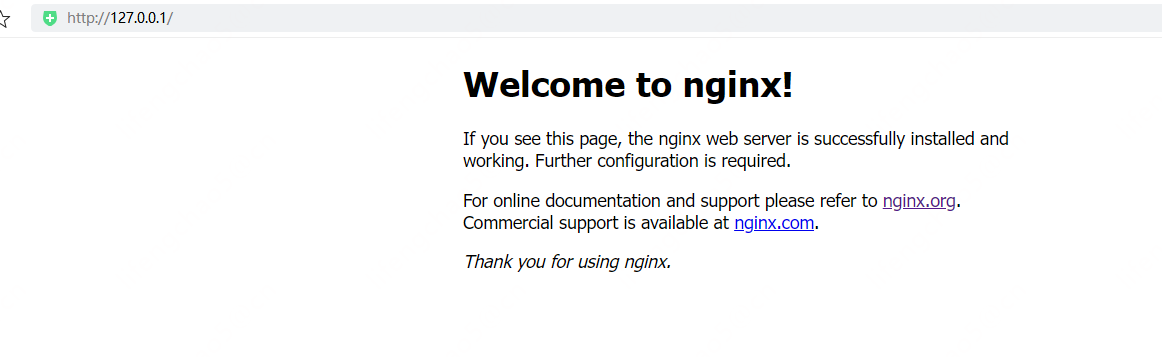 http://127.0.0.1/
Welcome to nginx!
If you see this page, the nginx web server is successfully installed and
working. Further configuration is required.
For online documentation and support please refer to nginx.org.
Commercial support is available at nginx.com.
Thank you for using nginx.